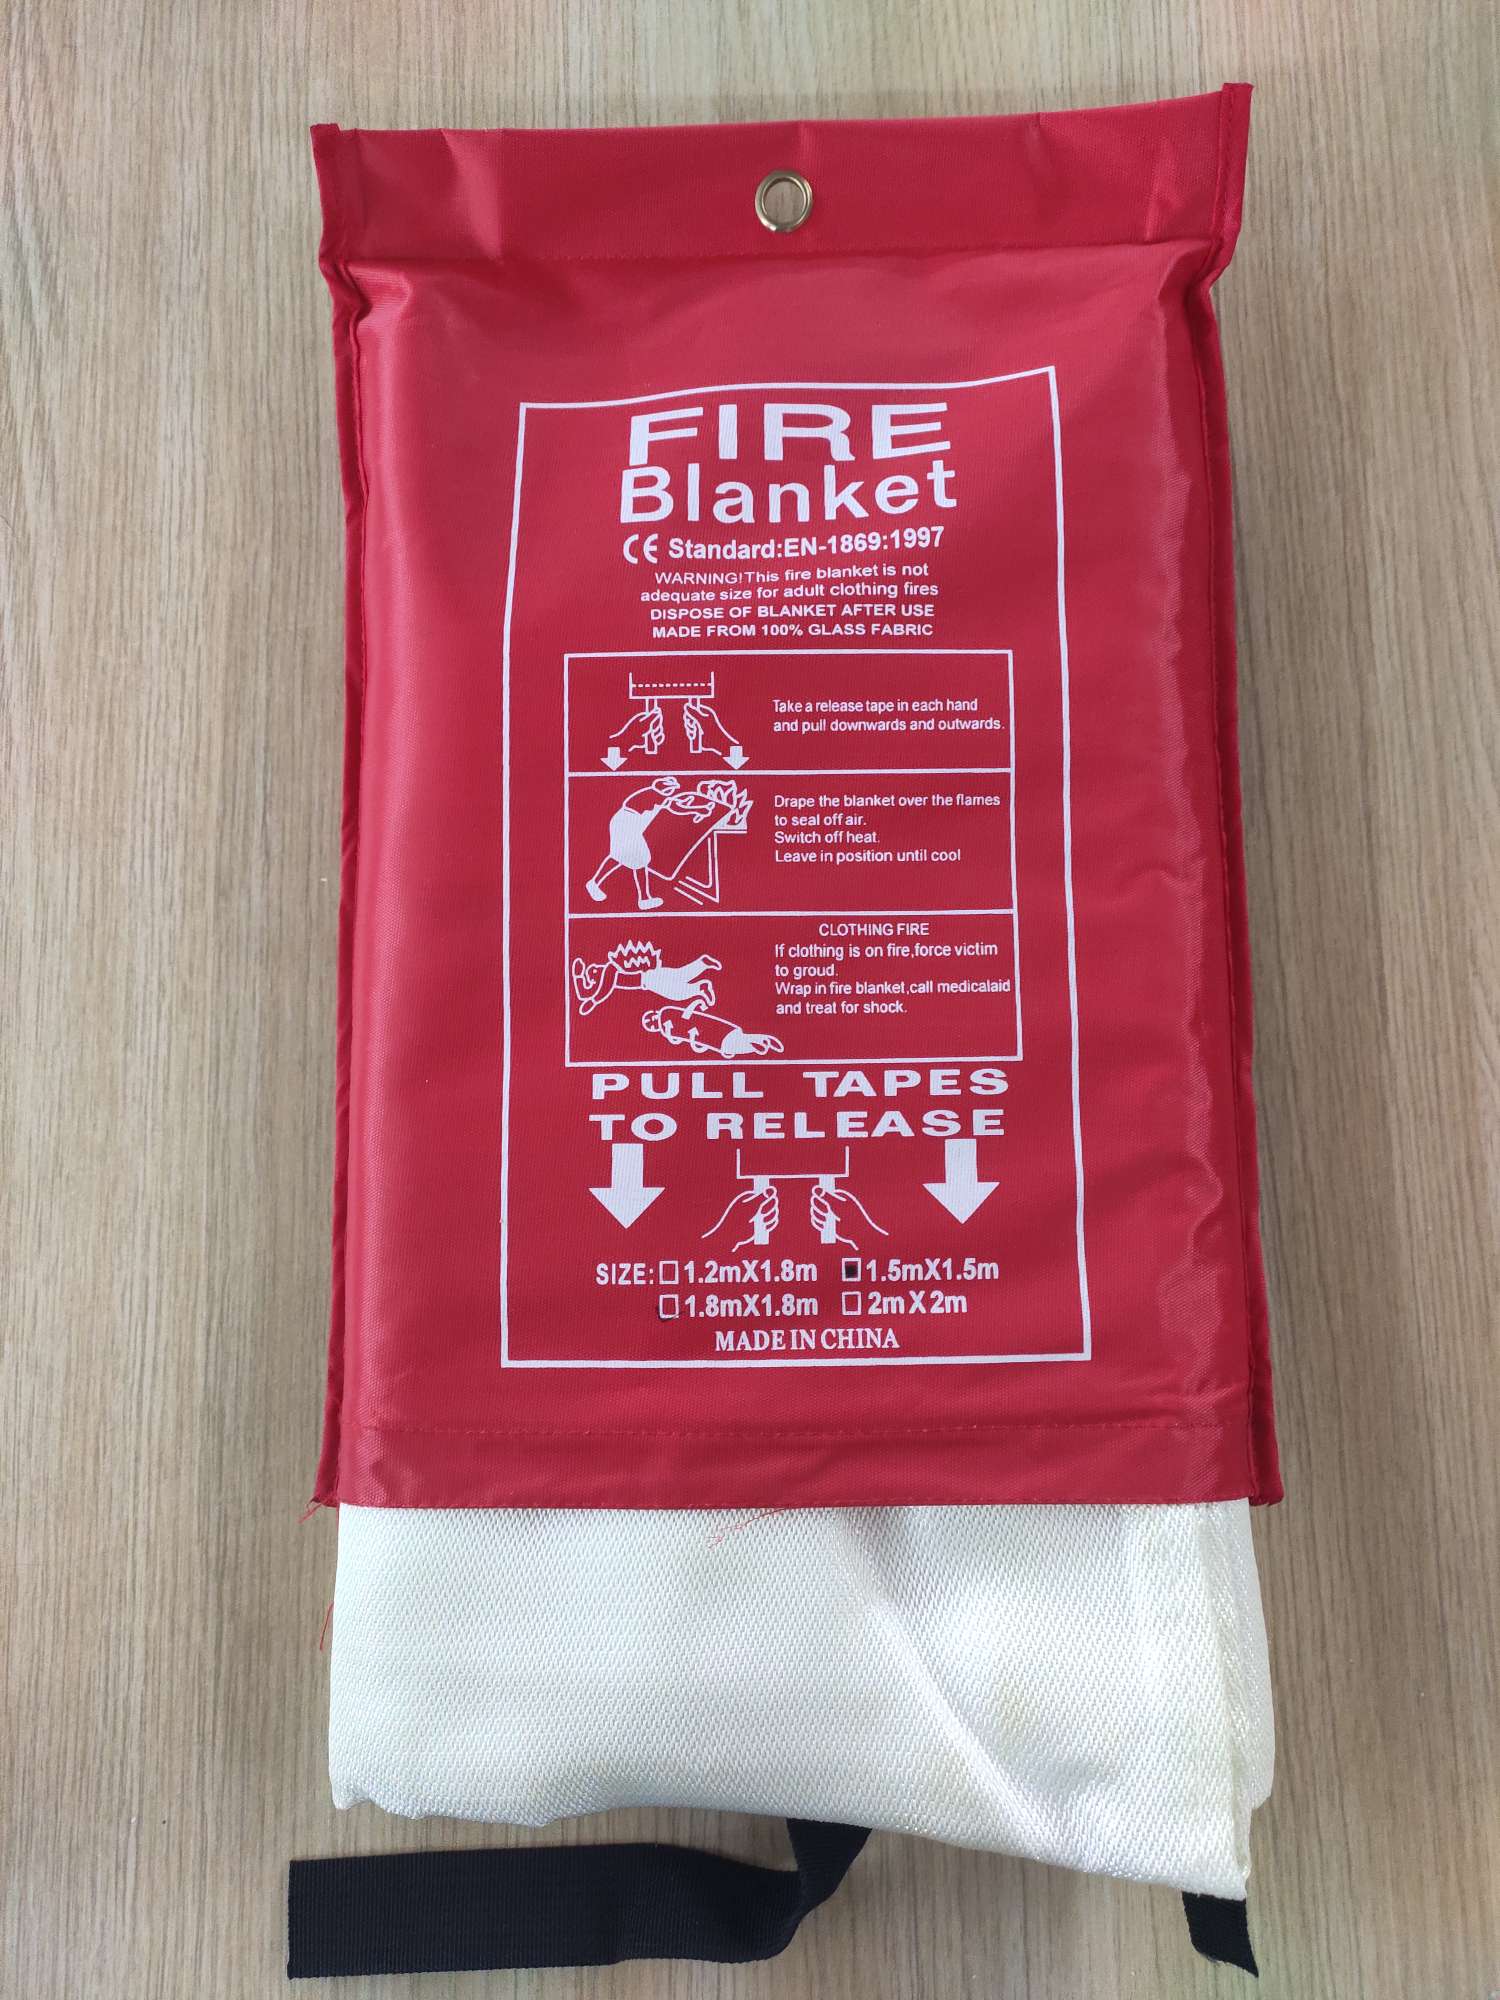 FIRE
Blanket
CE Standard:EN-1869:1997
WARNING!This fire blanket is not
adequate size for adult clothing fires
DISPOSE OF BLANKET AFTER USE
MADE FROM 100% GLASS FABRIC
Take a release tape in each hand
and pull downwards and outwards.
Drape the blanket over the flames
to seal off air.
Switch off heat.
Leave in position until cool
CLOTHING FIRE
If clothing is on fire,force victim
to groud.
Wrap in fire blanket,call medicalaid
and treat for shock.
PULL TAPES
TO RELEASE
SIZE: 1.2mX1.8m 1.5mX1.5m
1.8mX1.8m 2mX2m
MADE IN CHINA